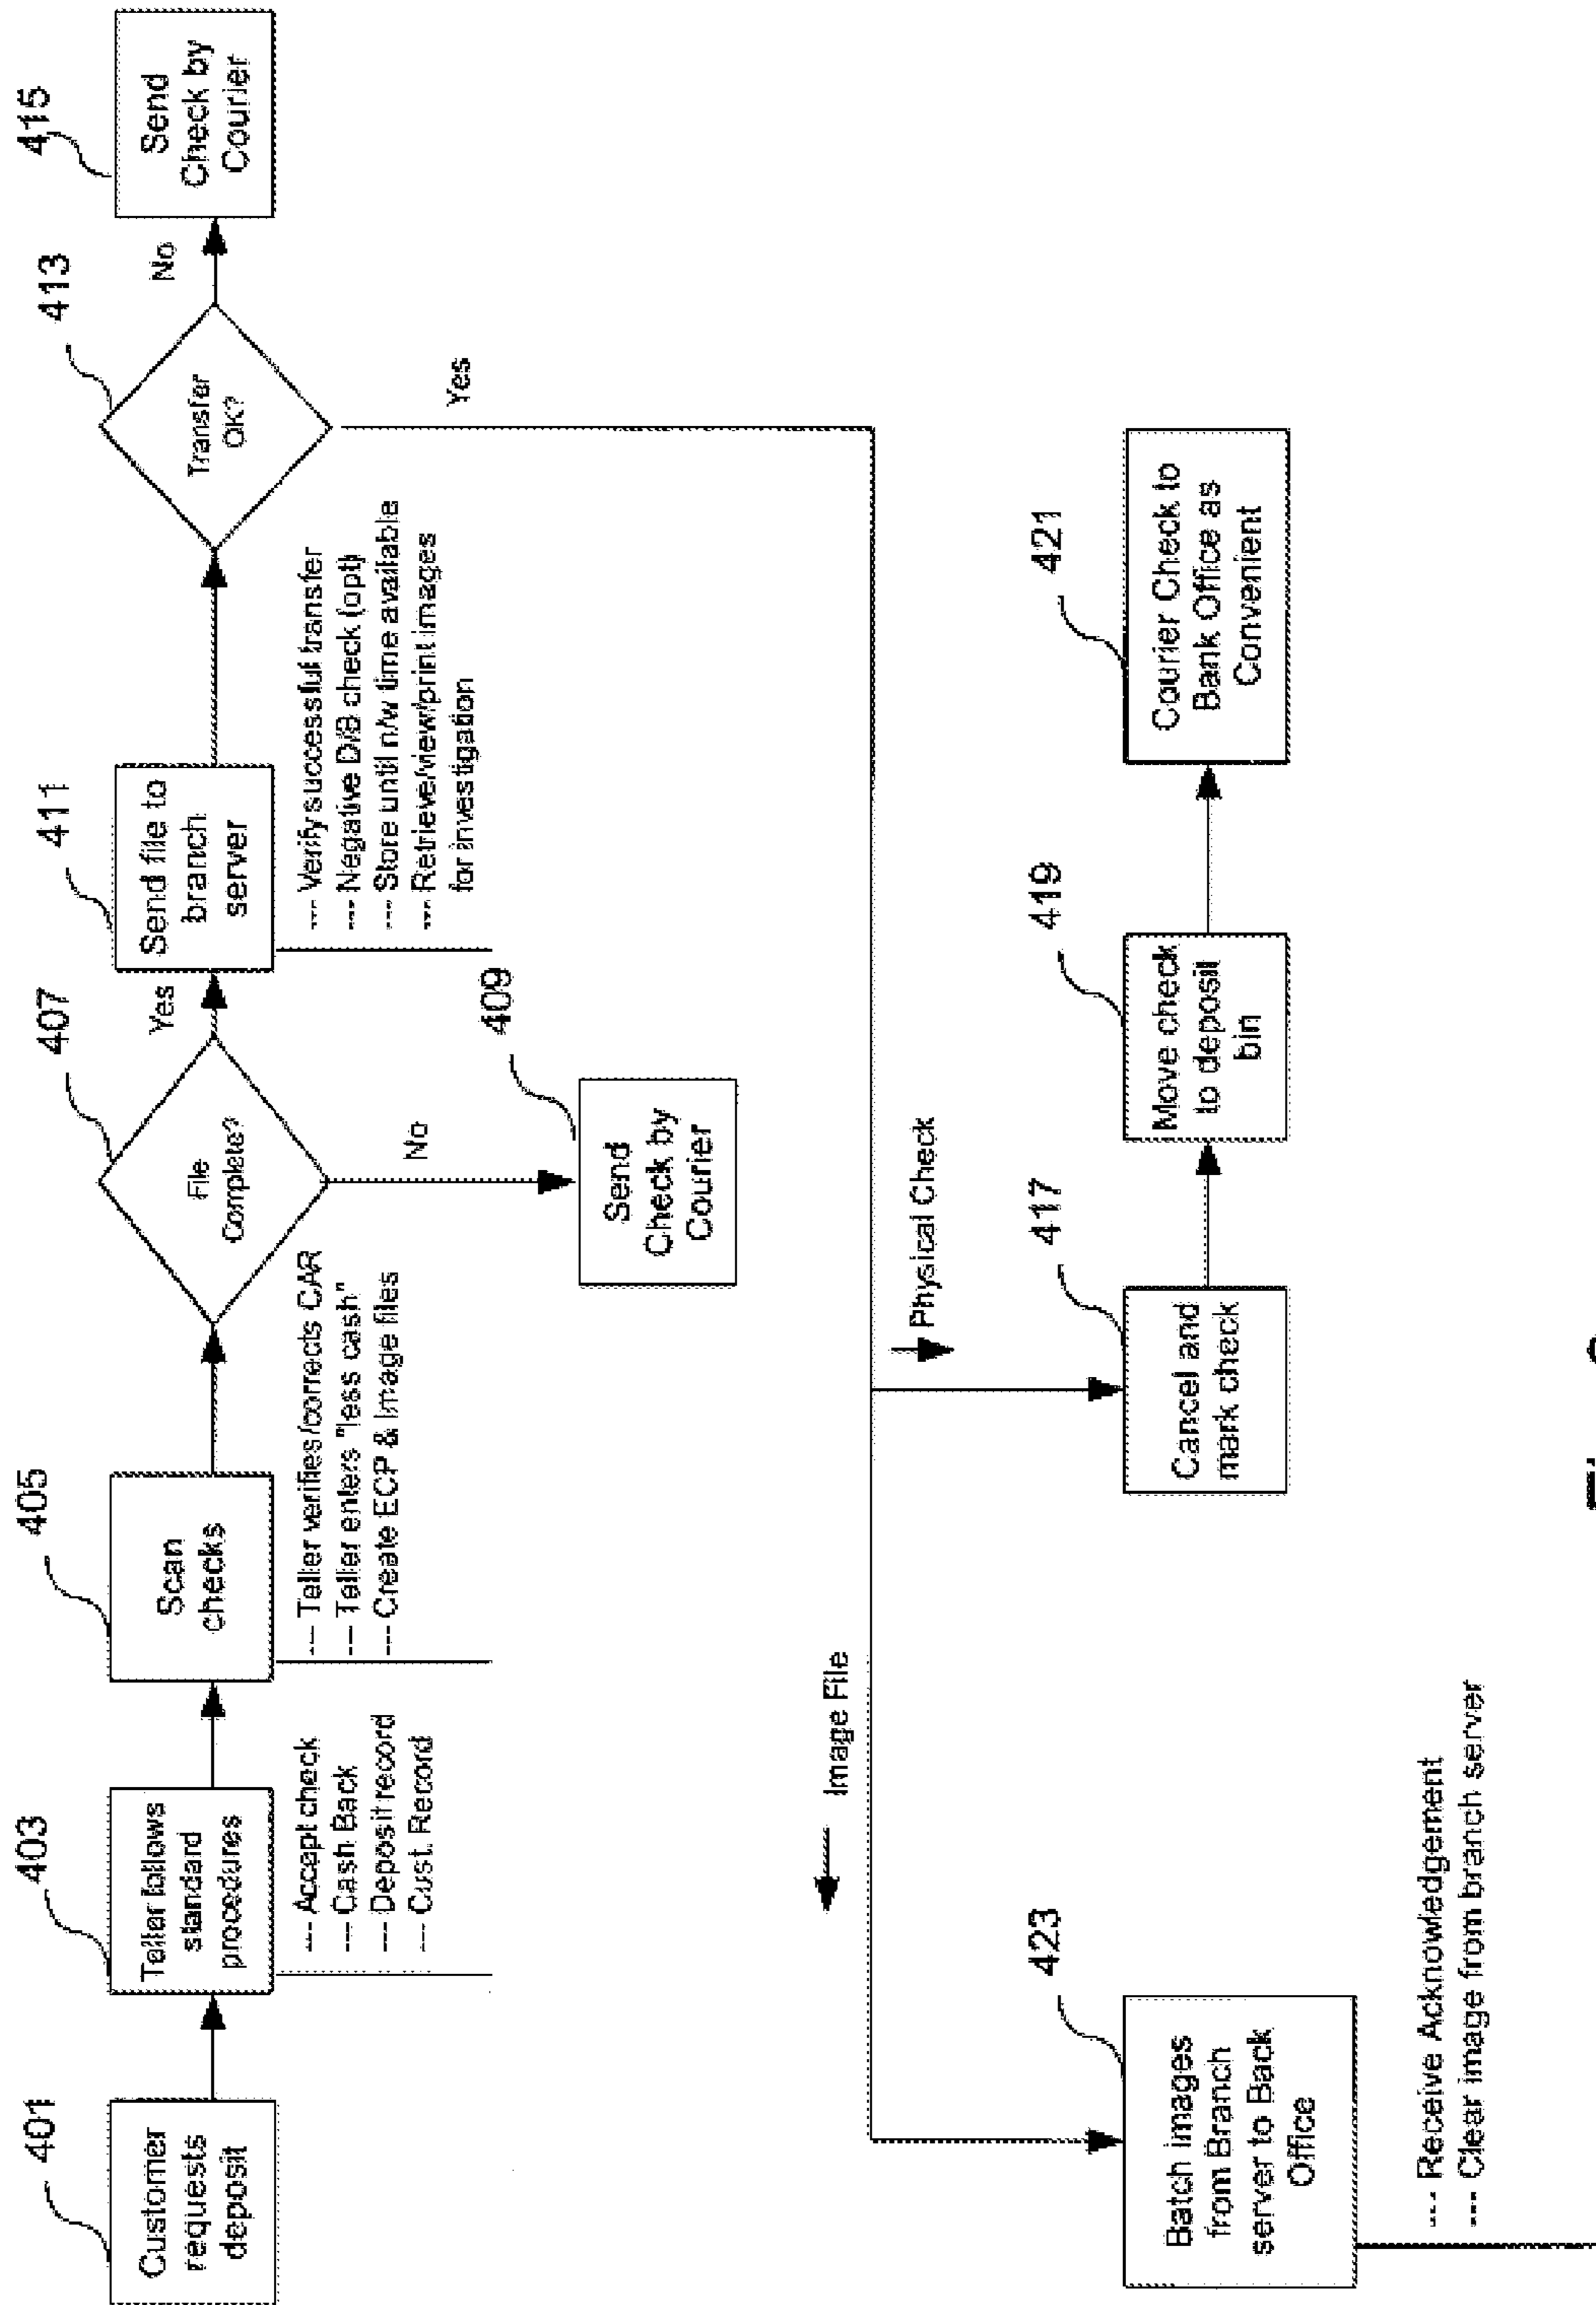 401
Customer
requests
deposit
403
Teller follows
standard
procedures
--- Accept check
--- Cash Back
--- Deposit record
--- Cust. Record
405
Scan
checks
--- Teller verifies/corrects CAR
--- Teller enters "less cash"
--- Create ECP & Image files
407
File
Complete?
Yes
No
409
Send
Check by
Courier
411
Send file to
branch
server
--- Verify successful transfer
--- Negative D/B check (opt)
--- Store until n/w time available
--- Retrieve/view/print images
for investigation
413
Transfer
OK?
No
Yes
415
Send
Check by
Courier
Image File
Physical Check
423
Batch images
from Branch
server to Back
Office
--- Receive Acknowledgement
--- Clear image from branch server
417
Cancel and
mark check
419
Move check
to deposit
bin
421
Courier Check to
Bank Office as
Convenient